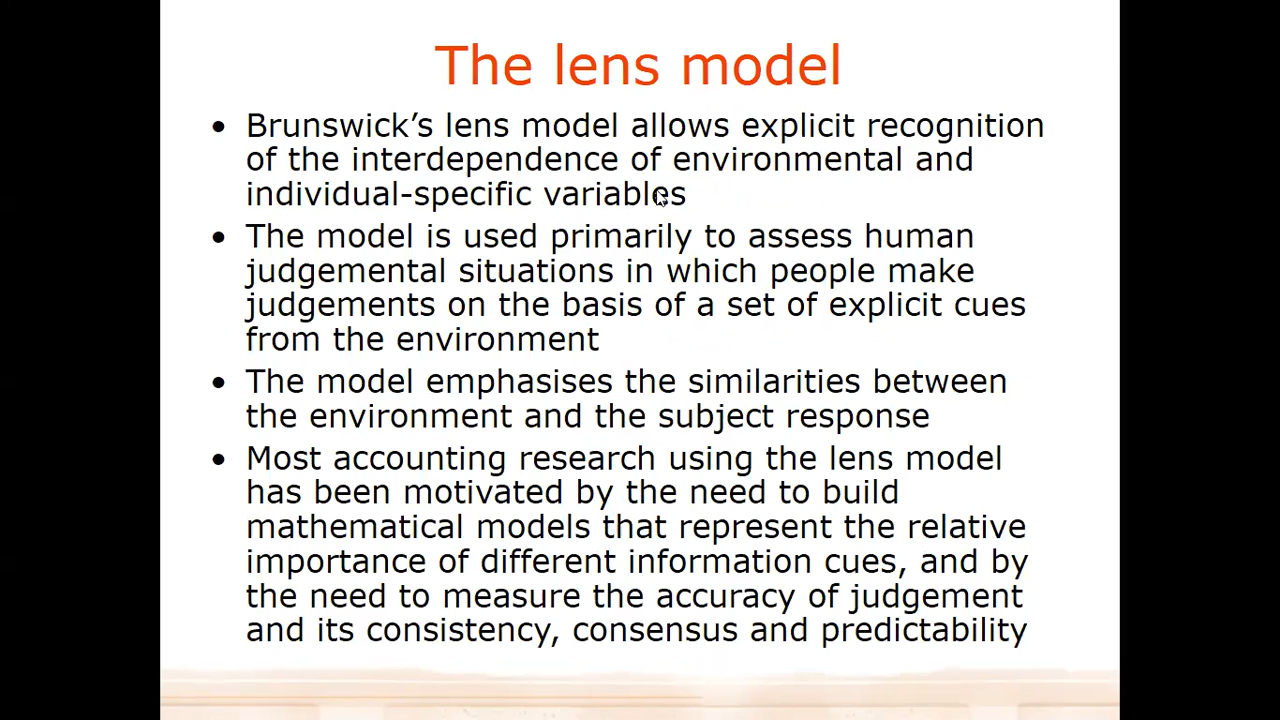 The lens model
• Brunswick’s lens model allows explicit recognition
of the interdependence of environmental and
individual-specific variables
• The model is used primarily to assess human
judgemental situations in which people make
judgements on the basis of a set of explicit cues
from the environment
• The model emphasises the similarities between
the environment and the subject response
• Most accounting research using the lens model
has been motivated by the need to build
mathematical models that represent the relative
importance of different information cues, and by
the need to measure the accuracy of judgement
and its consistency, consensus and predictability